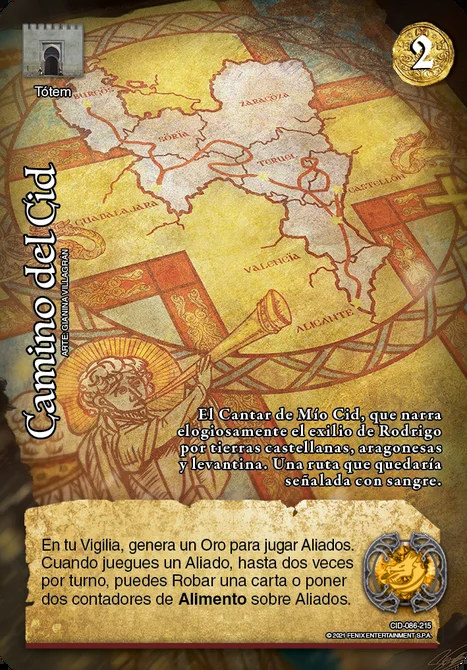 2
Tótem
BURGOS
ZARAGOZA
SORIA
TERUEL
CASTELLÓN
GUADALAJARA
VALENCIA
ALICANTE
Camino del Cid
ARTE: GIANINA VILLAGRÁN
El Cantar de Mío Cid, que narra
elogiosamente el exilio de Rodrigo
por tierras castellanas, aragonesas
y levantina. Una ruta que quedaría
señalada con sangre.
En tu Vigilia, genera un Oro para jugar Aliados.
Cuando juegues un Aliado, hasta dos veces
por turno, puedes Robar una carta o poner
dos contadores de Alimento sobre Aliados.
CID-086-215
© 2021 FENIX ENTERTAINMENT S.P.A.